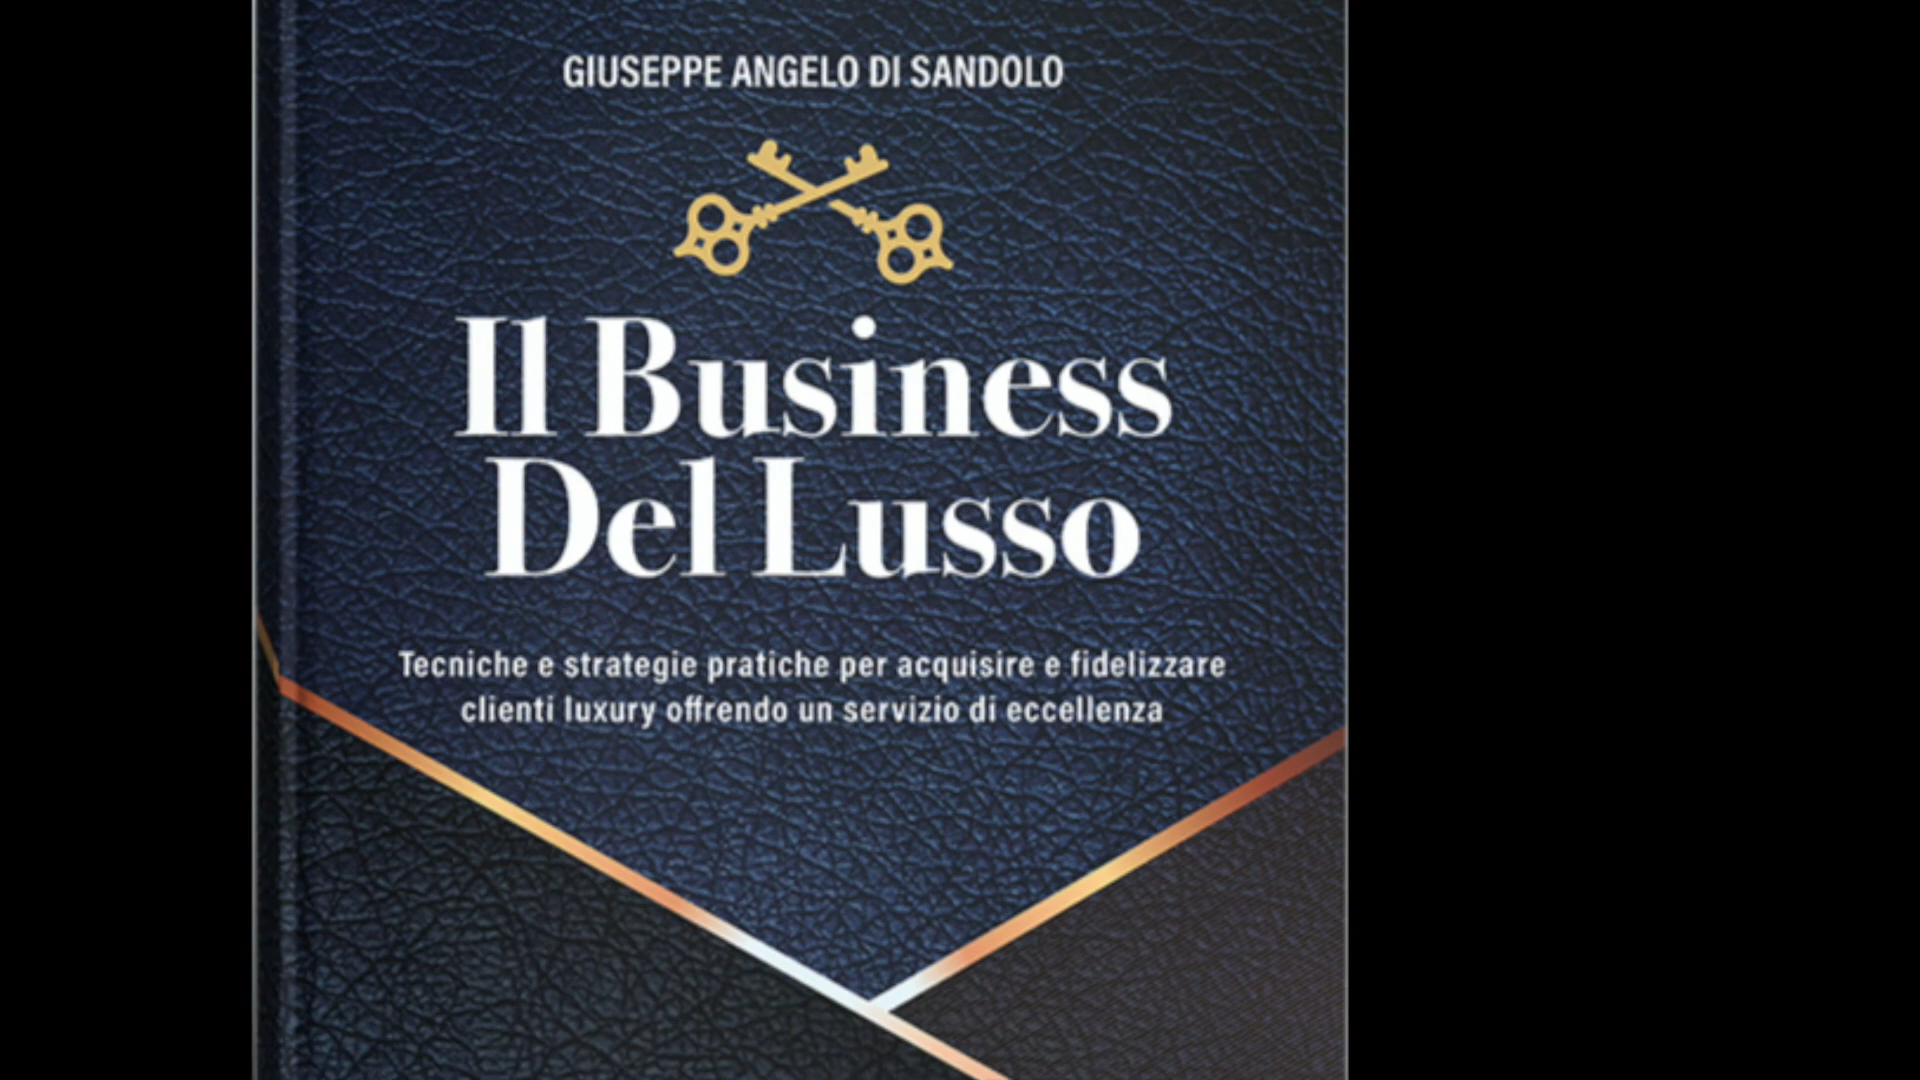 GIUSEPPE ANGELO DI SANDOLO
Il Business
Del Lusso
Tecniche e strategie pratiche per acquisire e fidelizzare
clienti luxury offrendo un servizio di eccellenza